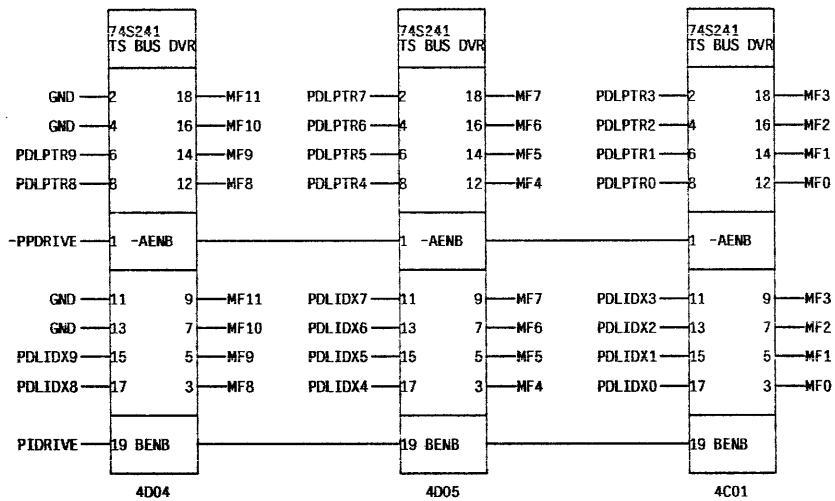 74S241 74S241 74S241
TS BUS DVR TS BUS DVR TS BUS DVR
GND 2 18 MF11 PDLPTR7 2 18 MF7 PDLPTR3 2 18 MF3
GND 4 16 MF10 PDLPTR6 4 16 MF6 PDLPTR2 4 16 MF2
PDLPTR9 6 14 MF9 PDLPTR5 6 14 MF5 PDLPTR1 6 14 MF1
PDLPTR8 8 12 MF8 PDLPTR4 8 12 MF4 PDLPTR0 8 12 MF0
-PPDRIVE 1 -AENB 1 -AENB 1 -AENB
GND 11 9 MF11 PDLIDX7 11 9 MF7 PDLIDX3 11 9 MF3
GND 13 7 MF10 PDLIDX6 13 7 MF6 PDLIDX2 13 7 MF2
PDLIDX9 15 5 MF9 PDLIDX5 15 5 MF5 PDLIDX1 15 5 MF1
PDLIDX8 17 3 MF8 PDLIDX4 17 3 MF4 PDLIDX0 17 3 MF0
PIDRIVE 19 BENB 19 BENB 19 BENB
4D04 4D05 4C01